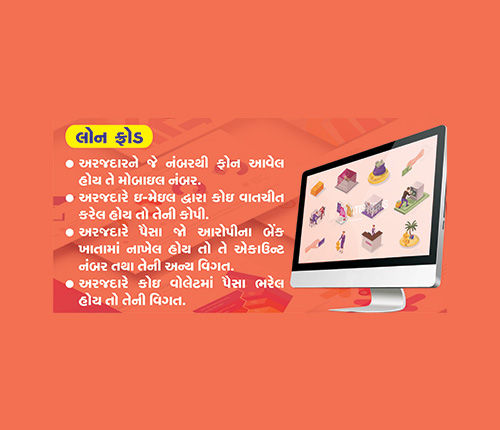 લોન ફ્રોડ
● અરજદારને જે નંબરથી ફોન આવેલ
હોય તે મોબાઇલ નંબર.
● અરજદારે ઇ-મેઇલ દ્વારા કોઇ વાતચીત
કરેલ હોય તો તેની કોપી.
● અરજદારે પૈસા જો આરોપીના બેંક
ખાતામાં નાખેલ હોય તો તે એકાઉન્ટ
નંબર તથા તેની અન્ય વિગત.
● અરજદારે કોઇ વોલેટમાં પૈસા ભરેલ
હોય તો તેની વિગત.